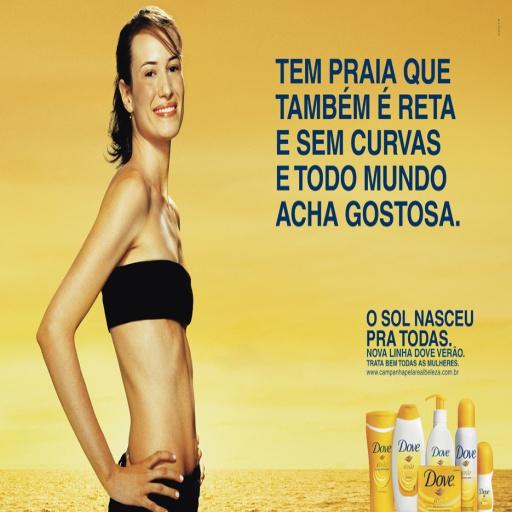 TEM PRAIA QUE
TAMBÉM É RETA
E SEM CURVAS
E TODO MUNDO
ACHA GOSTOSA.
O SOL NASCEU
PRA TODAS.
NOVA LINHA DOVE VERÃO.
TRATA BEM TODAS AS MULHERES.
www.campanhapelarealbeleza.com.br
Dove
Dove
Dove
Dove
Dove
Dove